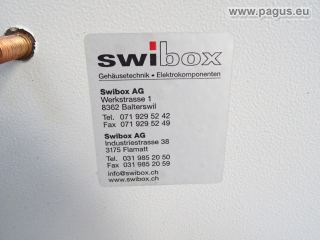 www.pagus.eu
swibox
Gehäusetechnik • Elektrokomponenten
Swibox AG
Werkstrasse 1
8362 Balterswil
Tel. 071 929 52 42
Fax 071 929 52 49
Swibox AG
Industriestrasse 38
3175 Flamatt
Tel. 031 985 20 50
Fax 031 985 20 59
info@swibox.ch
www.swibox.ch